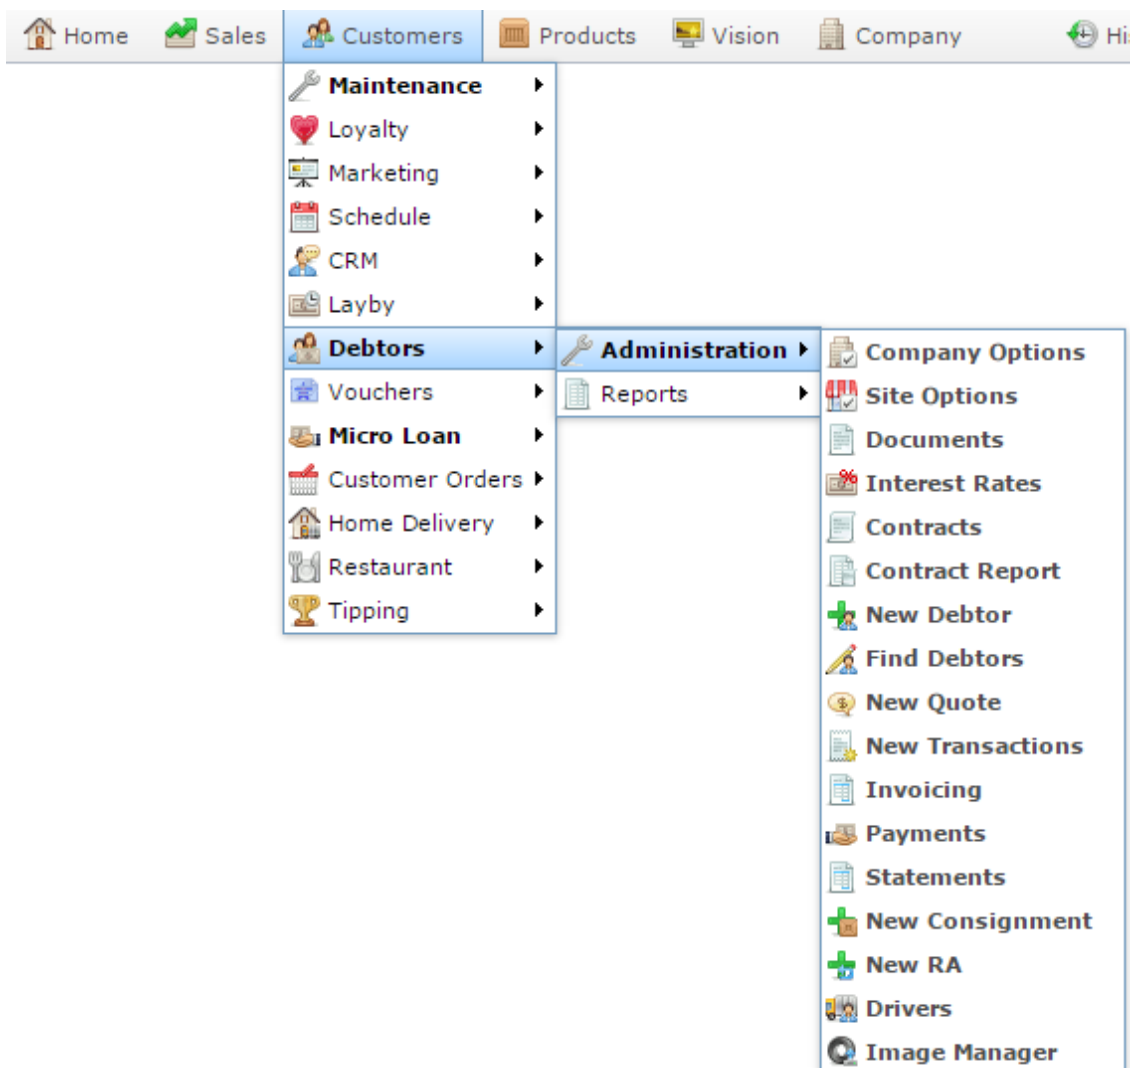 Home Sales Customers Products Vision Company
Maintenance
Loyalty
Marketing
Schedule
CRM
Layby
Debtors
Vouchers
Micro Loan
Customer Orders
Home Delivery
Restaurant
Tipping
Administration
Reports
Company Options
Site Options
Documents
Interest Rates
Contracts
Contract Report
New Debtor
Find Debtors
New Quote
New Transactions
Invoicing
Payments
Statements
New Consignment
New RA
Drivers
Image Manager